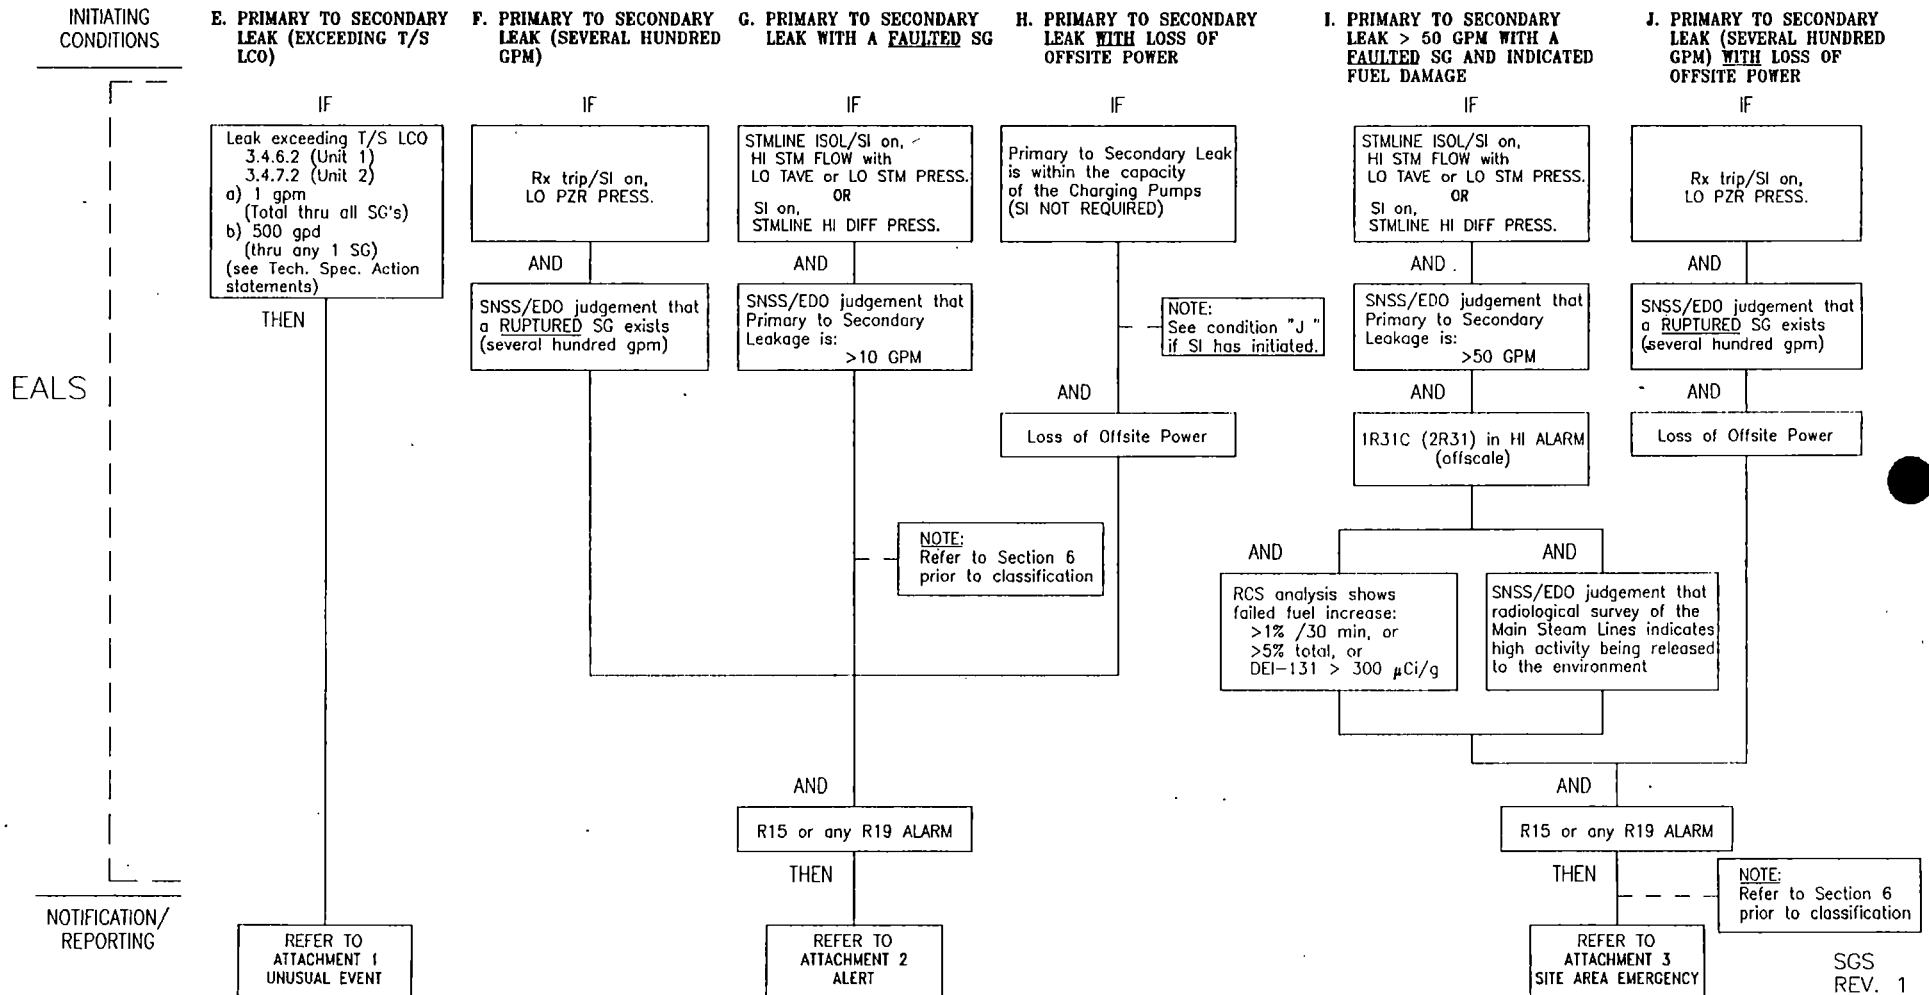 INITIATING
CONDITIONS
E. PRIMARY TO SECONDARY
LEAK (EXCEEDING T/S
LCO)
F. PRIMARY TO SECONDARY
LEAK (SEVERAL HUNDRED
GPM)
G. PRIMARY TO SECONDARY
LEAK WITH A FAULTED SG
H. PRIMARY TO SECONDARY
LEAK WITH LOSS OF
OFFSITE POWER
I. PRIMARY TO SECONDARY
LEAK > 50 GPM WITH A
FAULTED SG AND INDICATED
FUEL DAMAGE
J. PRIMARY TO SECONDARY
LEAK (SEVERAL HUNDRED
GPM) WITH LOSS OF
OFFSITE POWER
EALS
IF
Leak exceeding T/S LCO
3.4.6.2 (Unit 1)
3.4.7.2 (Unit 2)
a) 1 gpm
(Total thru all SG's)
b) 500 gpd
(thru any 1 SG)
(see Tech. Spec. Action
statements)
THEN
IF
Rx trip/SI on,
LO PZR PRESS.
AND
SNSS/EDO judgement that
a RUPTURED SG exists
(several hundred gpm)
IF
STMLINE ISOL/SI on,
HI STM FLOW with
LO TAVE or LO STM PRESS.
OR
SI on,
STMLINE HI DIFF PRESS.
AND
SNSS/EDO judgement that
Primary to Secondary
Leakage is:
>10 GPM
NOTE:
Refer to Section 6
prior to classification
IF
Primary to Secondary Leak
is within the capacity
of the Charging Pumps
(SI NOT REQUIRED)
NOTE:
See condition "J "
if SI has initiated.
AND
Loss of Offsite Power
AND
R15 or any R19 ALARM
THEN
IF
STMLINE ISOL/SI on,
HI STM FLOW with
LO TAVE or LO STM PRESS.
OR
SI on,
STMLINE HI DIFF PRESS.
AND
SNSS/EDO judgement that
Primary to Secondary
Leakage is:
>50 GPM
AND
1R31C (2R31) in HI ALARM
(offscale)
AND
RCS analysis shows
failed fuel increase:
>1% /30 min, or
>5% total, or
DEI-131 > 300 µCi/g
AND
SNSS/EDO judgement that
radiological survey of the
Main Steam Lines indicates
high activity being released
to the environment
IF
Rx trip/SI on,
LO PZR PRESS.
AND
SNSS/EDO judgement that
a RUPTURED SG exists
(several hundred gpm)
AND
Loss of Offsite Power
AND
R15 or any R19 ALARM
THEN
NOTE:
Refer to Section 6
prior to classification
NOTIFICATION/
REPORTING
REFER TO
ATTACHMENT 1
UNUSUAL EVENT
REFER TO
ATTACHMENT 2
ALERT
REFER TO
ATTACHMENT 3
SITE AREA EMERGENCY
SGS
REV. 1